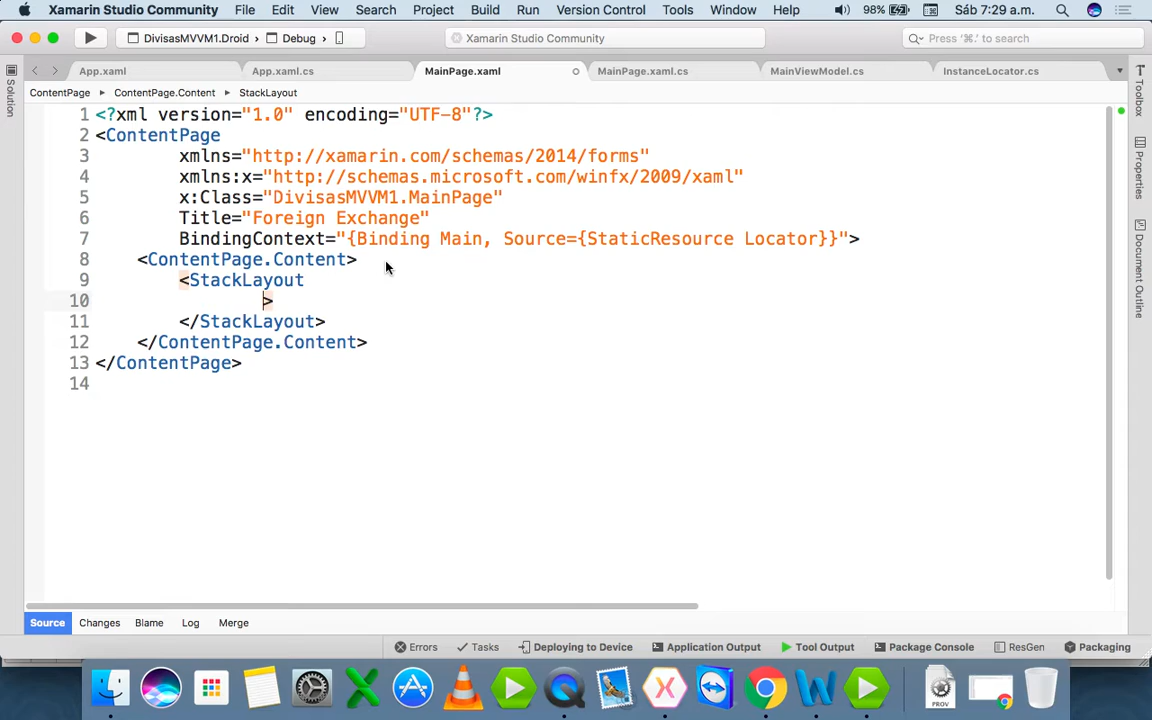 Xamarin Studio Community File Edit View Search Project Build Run Version Control Tools Window Help 98% Sáb 7:29 a.m.
DivisasMVVM1.Droid › Debug › Xamarin Studio Community Press '⌘.' to search
App.xaml App.xaml.cs MainPage.xaml MainPage.xaml.cs MainViewModel.cs InstanceLocator.cs
ContentPage ▸ ContentPage.Content ▸ StackLayout
1 <?xml version="1.0" encoding="UTF-8"?>
2 <ContentPage
3 xmlns="http://xamarin.com/schemas/2014/forms"
4 xmlns:x="http://schemas.microsoft.com/winfx/2009/xaml"
5 x:Class="DivisasMVVM1.MainPage"
6 Title="Foreign Exchange"
7 BindingContext="{Binding Main, Source={StaticResource Locator}}">
8 <ContentPage.Content>
9 <StackLayout
10 >
11 </StackLayout>
12 </ContentPage.Content>
13 </ContentPage>
14
Solution
Toolbox
Properties
Document Outline
Source Changes Blame Log Merge
Errors Tasks Deploying to Device Application Output Tool Output Package Console ResGen Packaging
PROV